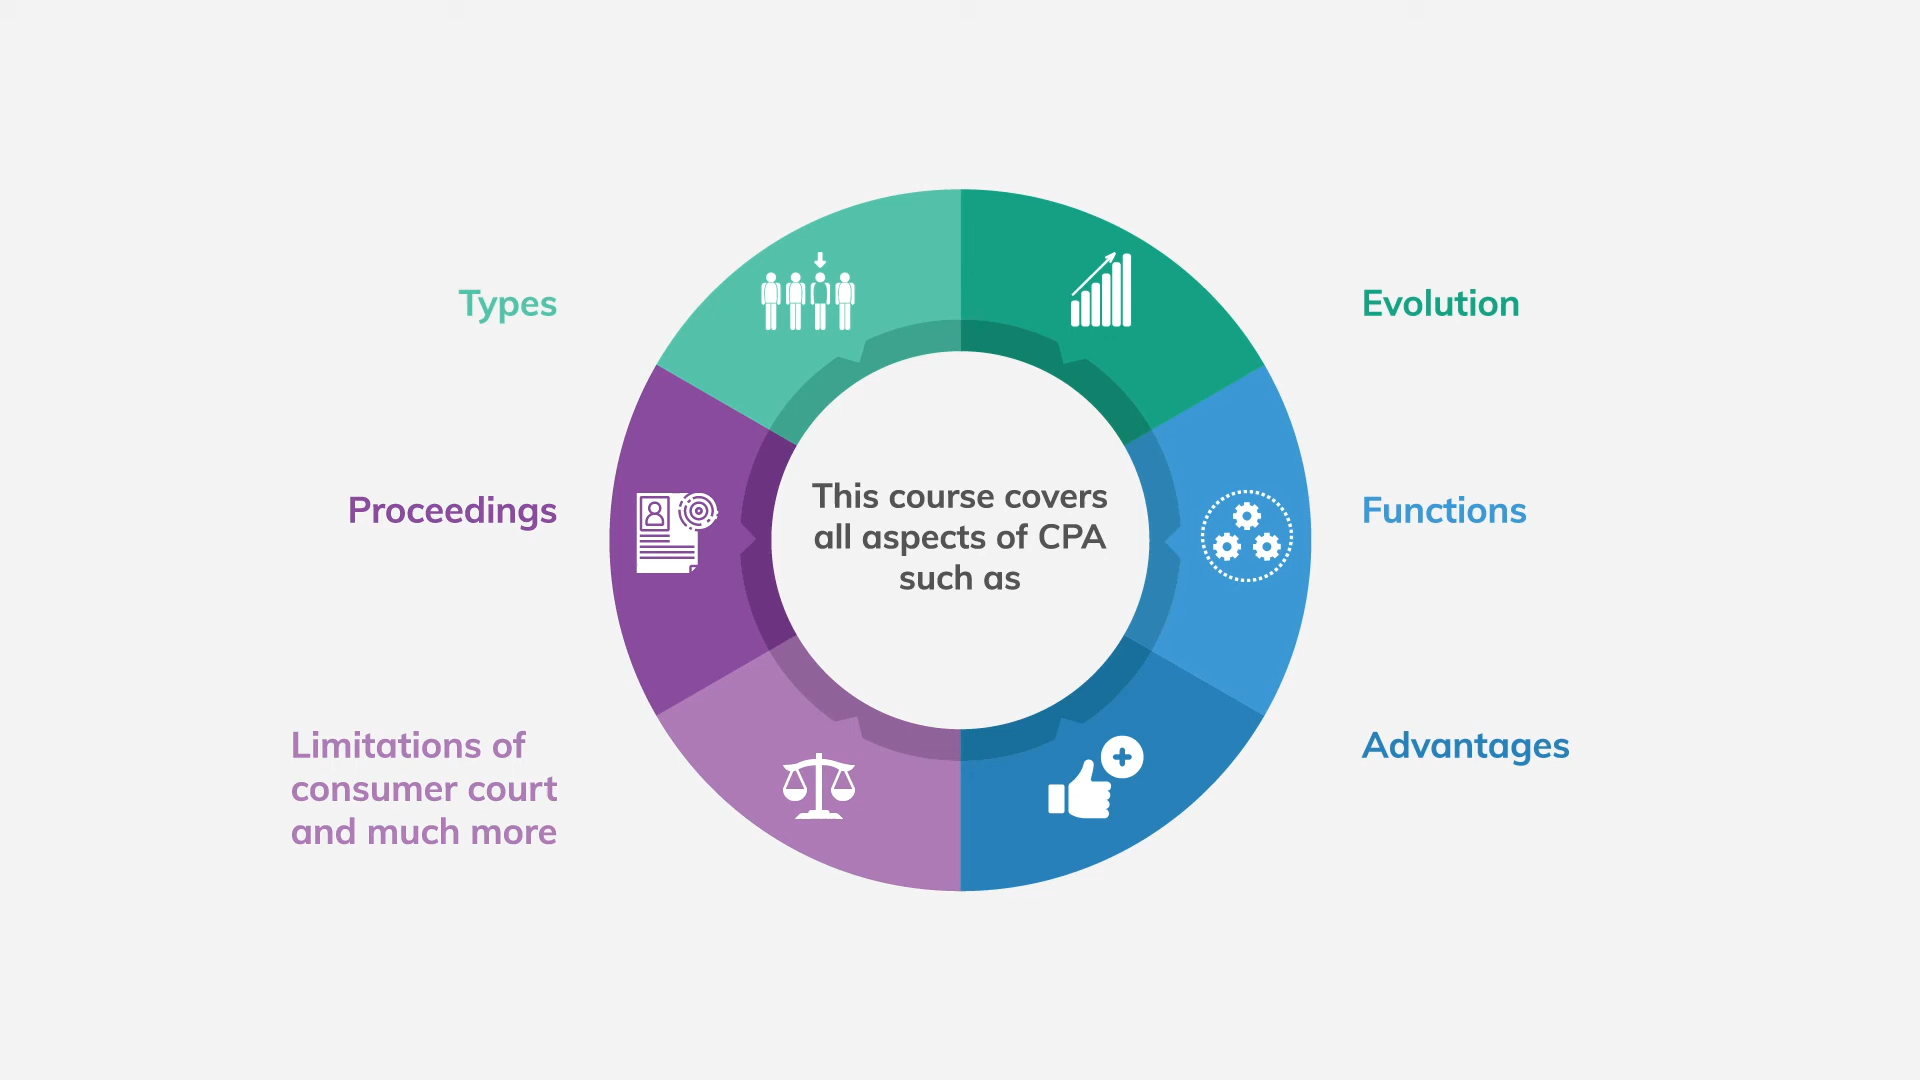 This course covers
all aspects of CPA
such as
Evolution
Functions
Advantages
Limitations of
consumer court
and much more
Proceedings
Types